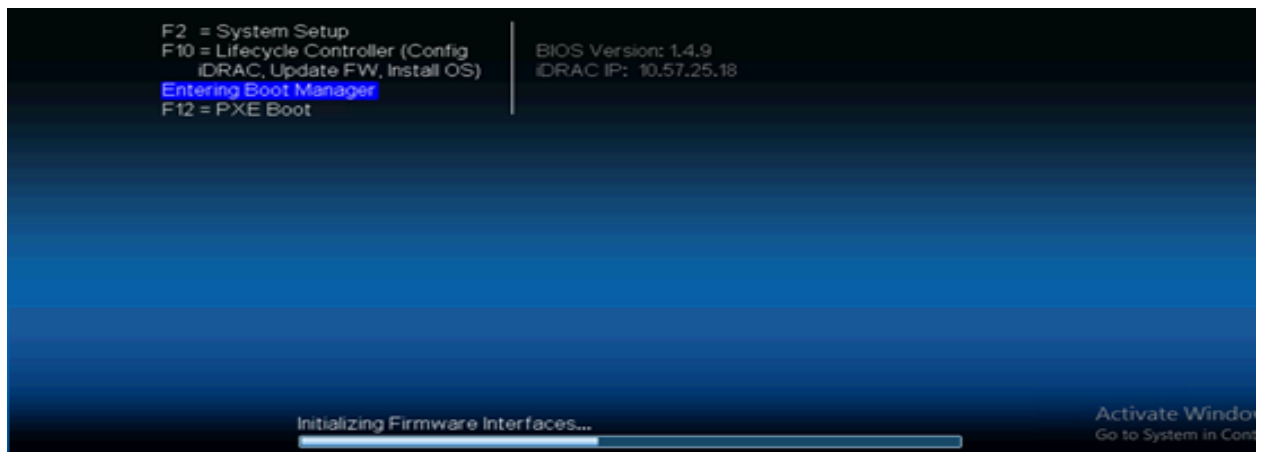 F2 = System Setup
F10 = Lifecycle Controller (Config
iDRAC, Update FW, Install OS)
Entering Boot Manager
F12 = PXE Boot
BIOS Version: 1.4.9
iDRAC IP: 10.57.25.18
Initializing Firmware Interfaces...
Activate Windo
Go to System in Cont